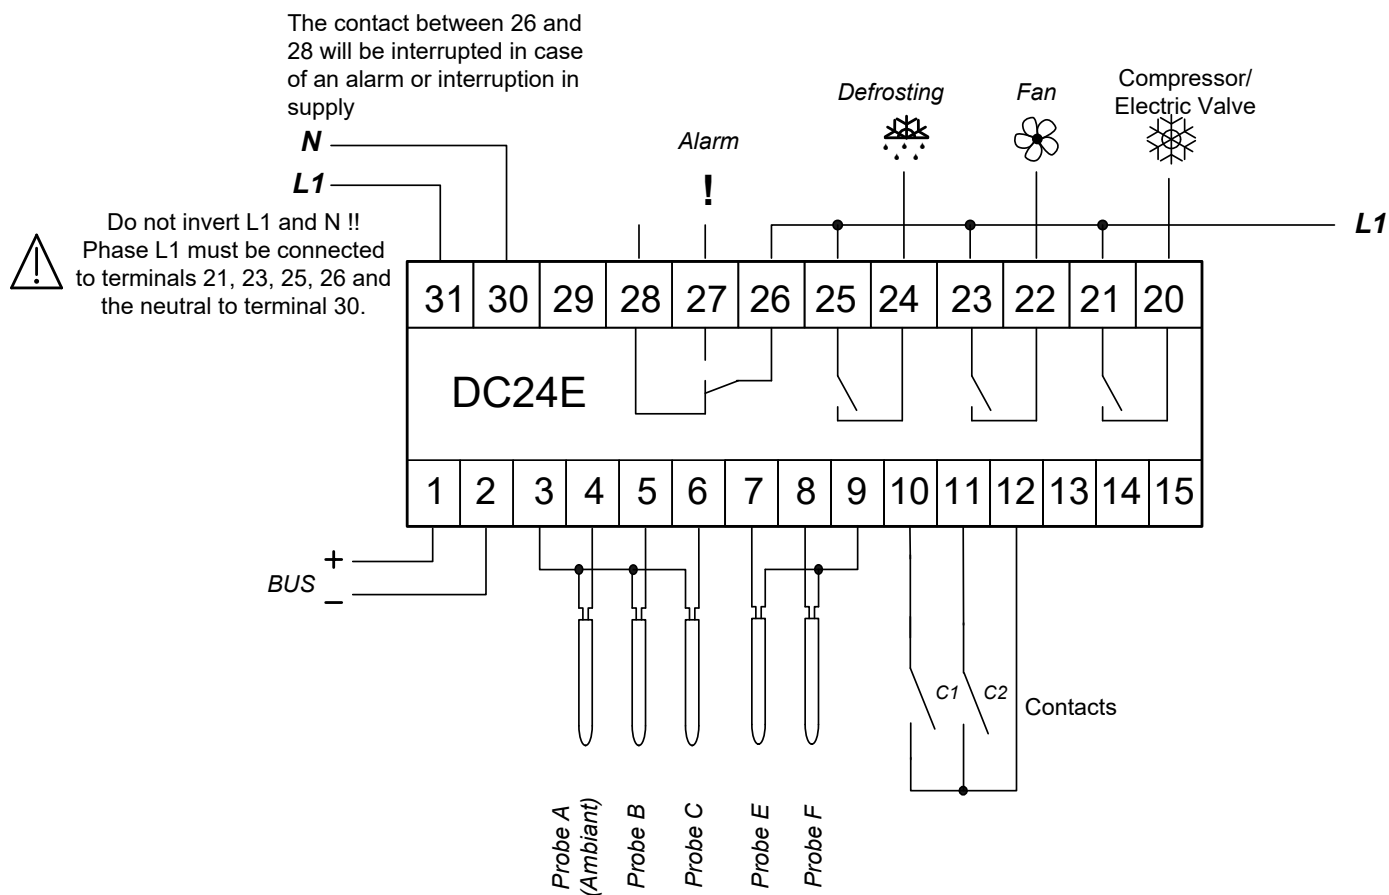 The contact between 26 and
28 will be interrupted in case
of an alarm or interruption in
supply
N
L1
Do not invert L1 and N !!
Phase L1 must be connected
to terminals 21, 23, 25, 26 and
the neutral to terminal 30.
Alarm
!
Defrosting
Fan
Compressor/
Electric Valve
L1
31 30 29 28 27 26 25 24 23 22 21 20
DC24E
1 2 3 4 5 6 7 8 9 10 11 12 13 14 15
+
BUS
–
C1 C2
Contacts
Probe A
(Ambiant)
Probe B
Probe C
Probe E
Probe F